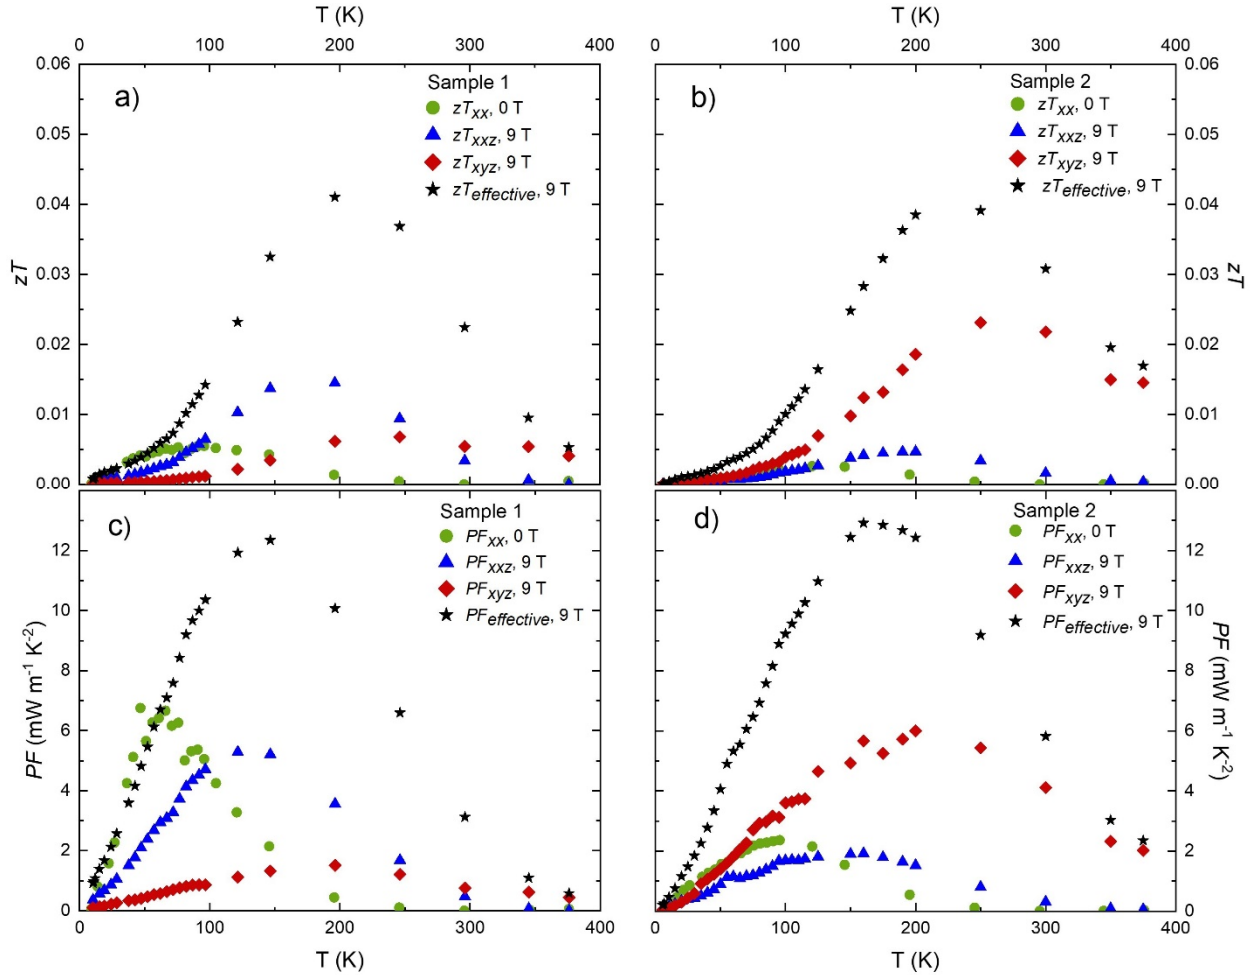 T (K)
T (K)
0
100
200
300
400
0
100
200
300
400
0.06
0.05
0.04
0.03
0.02
0.01
0.00
zT
a)
Sample 1
zTxx, 0 T
zTxxz, 9 T
zTxyz, 9 T
zTeffective, 9 T
b)
Sample 2
zTxx, 0 T
zTxxz, 9 T
zTxyz, 9 T
zTeffective, 9 T
0.06
0.05
0.04
0.03
0.02
0.01
0.00
zT
12
10
8
6
4
2
0
PF (mW m-1 K-2)
c)
Sample 1
PFxx, 0 T
PFxxz, 9 T
PFxyz, 9 T
PFeffective, 9 T
d)
Sample 2
PFxx, 0 T
PFxxz, 9 T
PFxyz, 9 T
PFeffective, 9 T
12
10
8
6
4
2
0
PF (mW m-1 K-2)
0
100
200
300
400
0
100
200
300
400
T (K)
T (K)